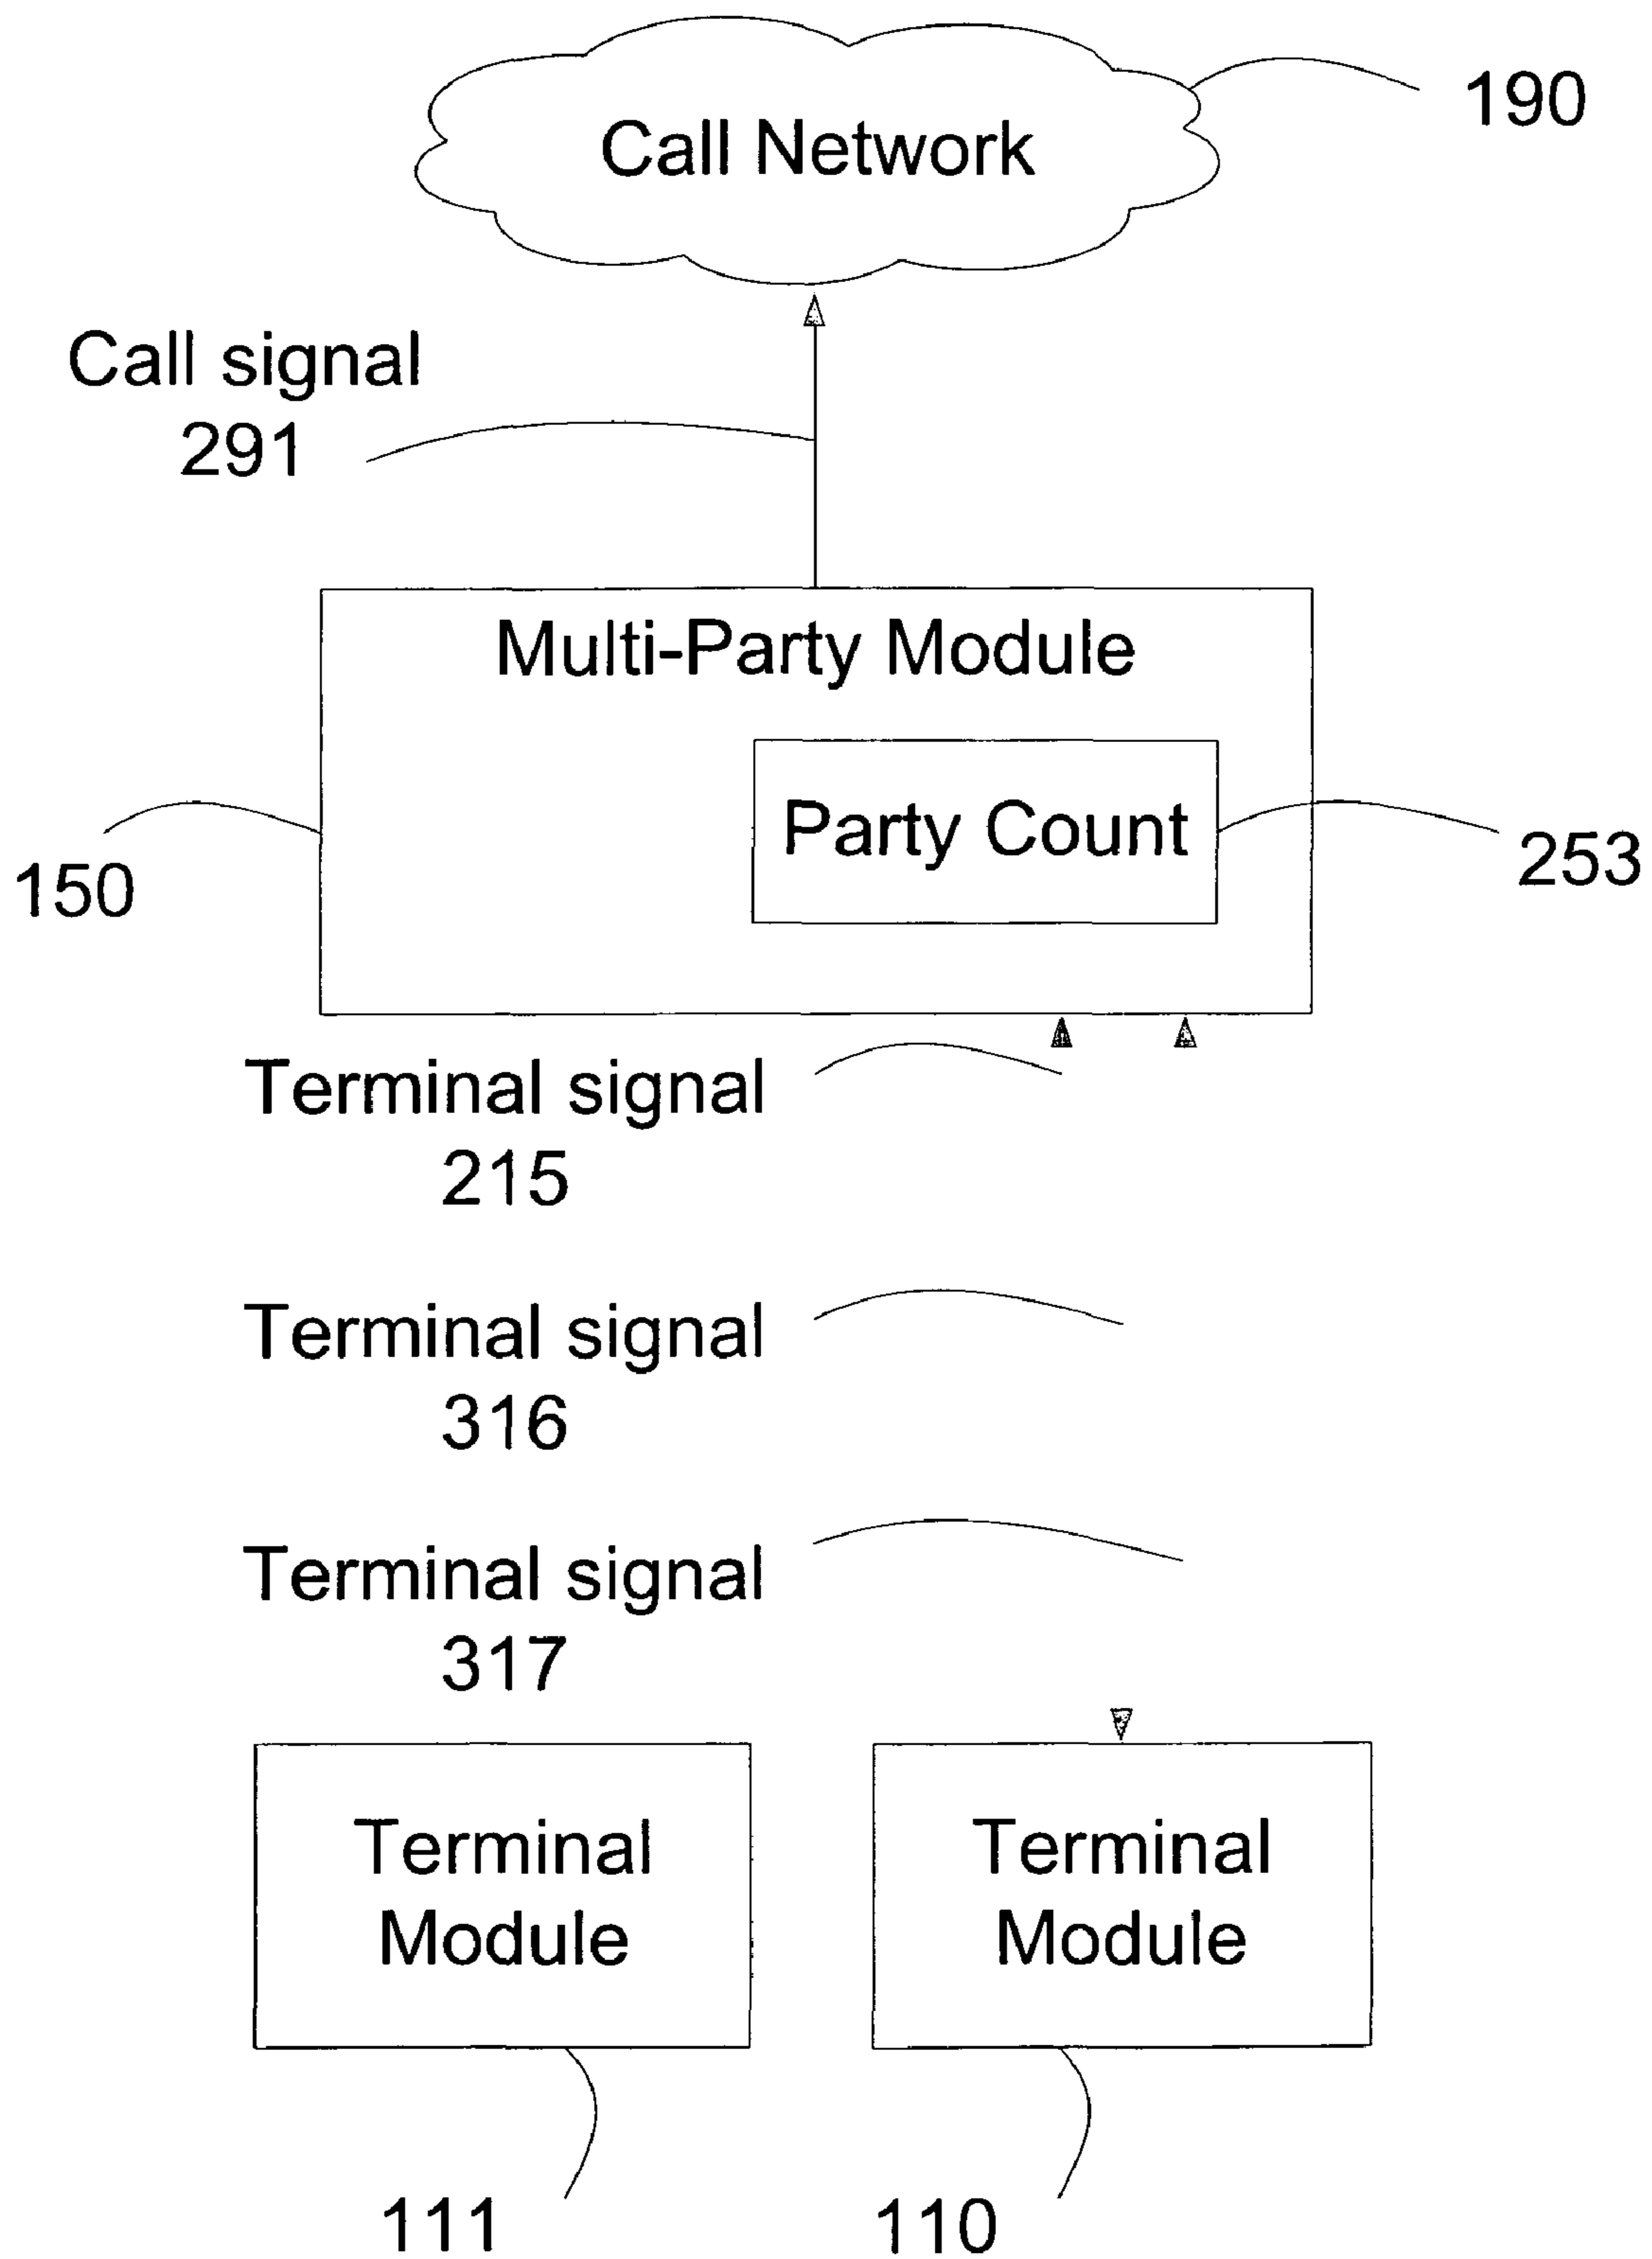 Call Network
190
Call signal
291
Multi-Party Module
Party Count
150
253
Terminal signal
215
Terminal signal
316
Terminal signal
317
Terminal
Module
Terminal
Module
111
110